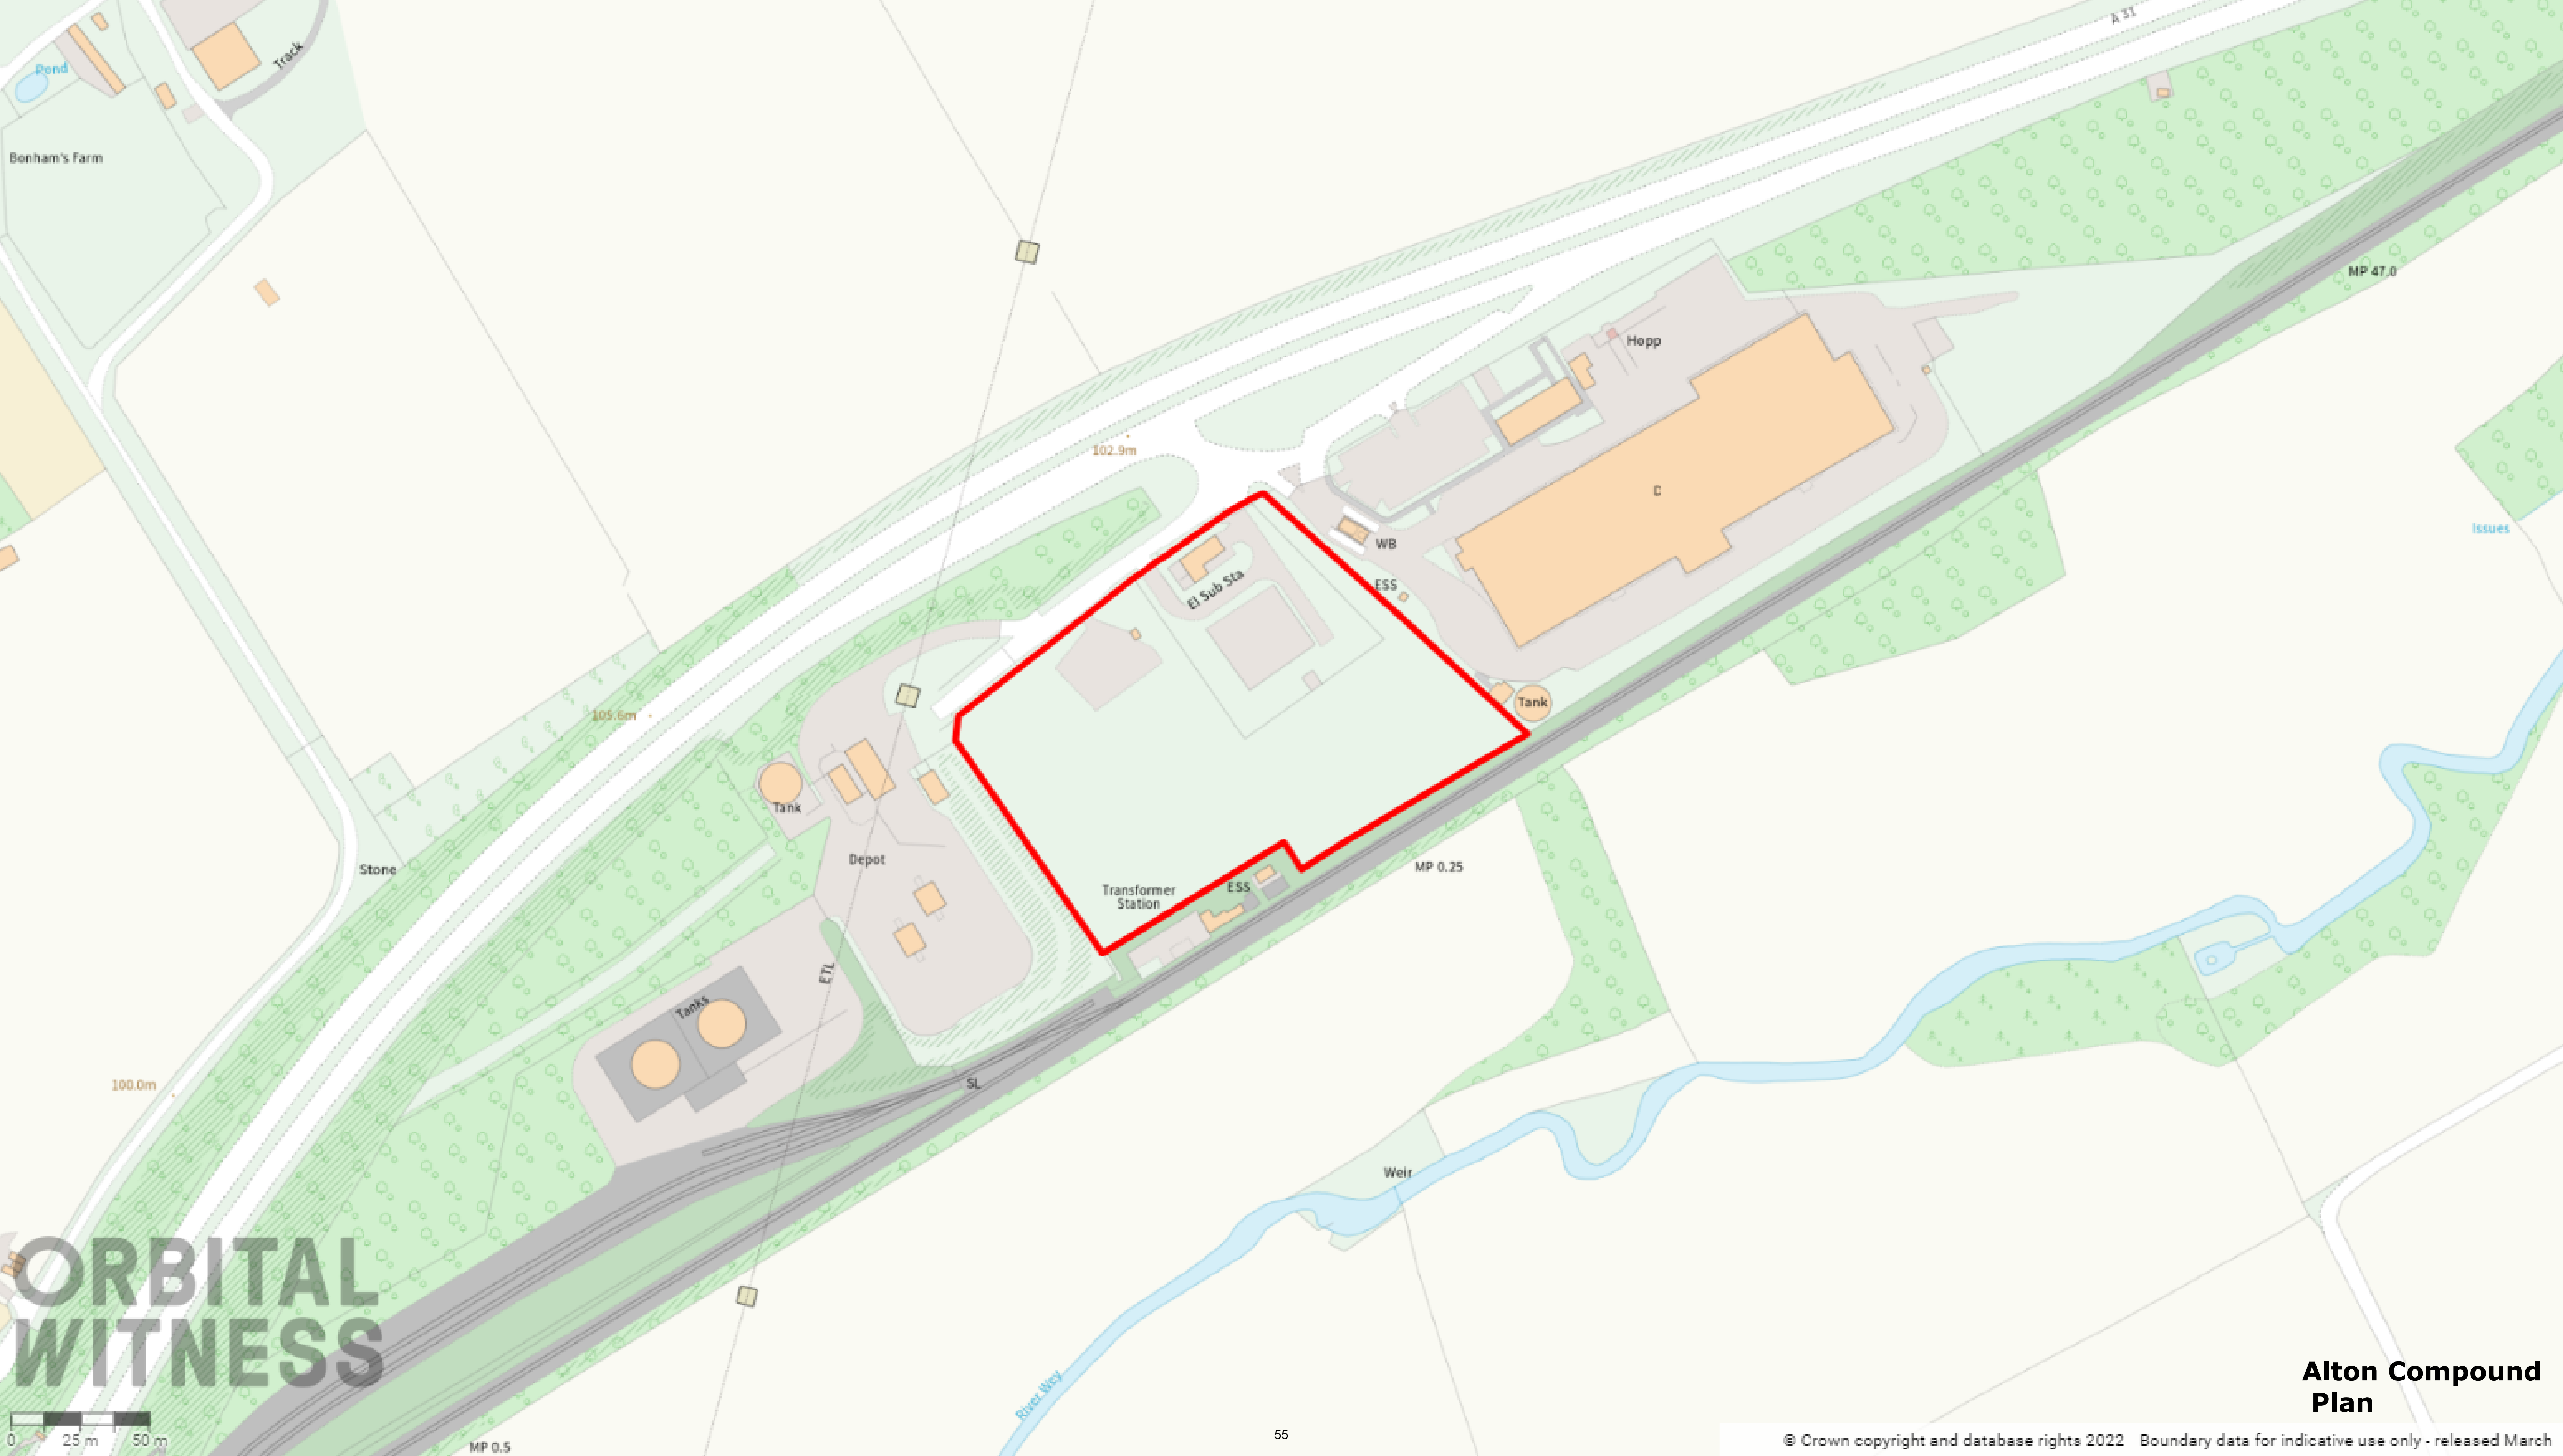 A 31
Track
Pond
Bonham's Farm
MP 47.0
Hopp
102.9m
C
Issues
WB
El Sub Sta
ESS
Tank
105.6m
Tank
Depot
Stone
MP 0.25
Transformer
Station
ESS
ETL
Tanks
SL
100.0m
Weir
ORBITAL
WITNESS
River Wey
Alton Compound
Plan
0 25 m 50 m
MP 0.5
55
© Crown copyright and database rights 2022 Boundary data for indicative use only - released March